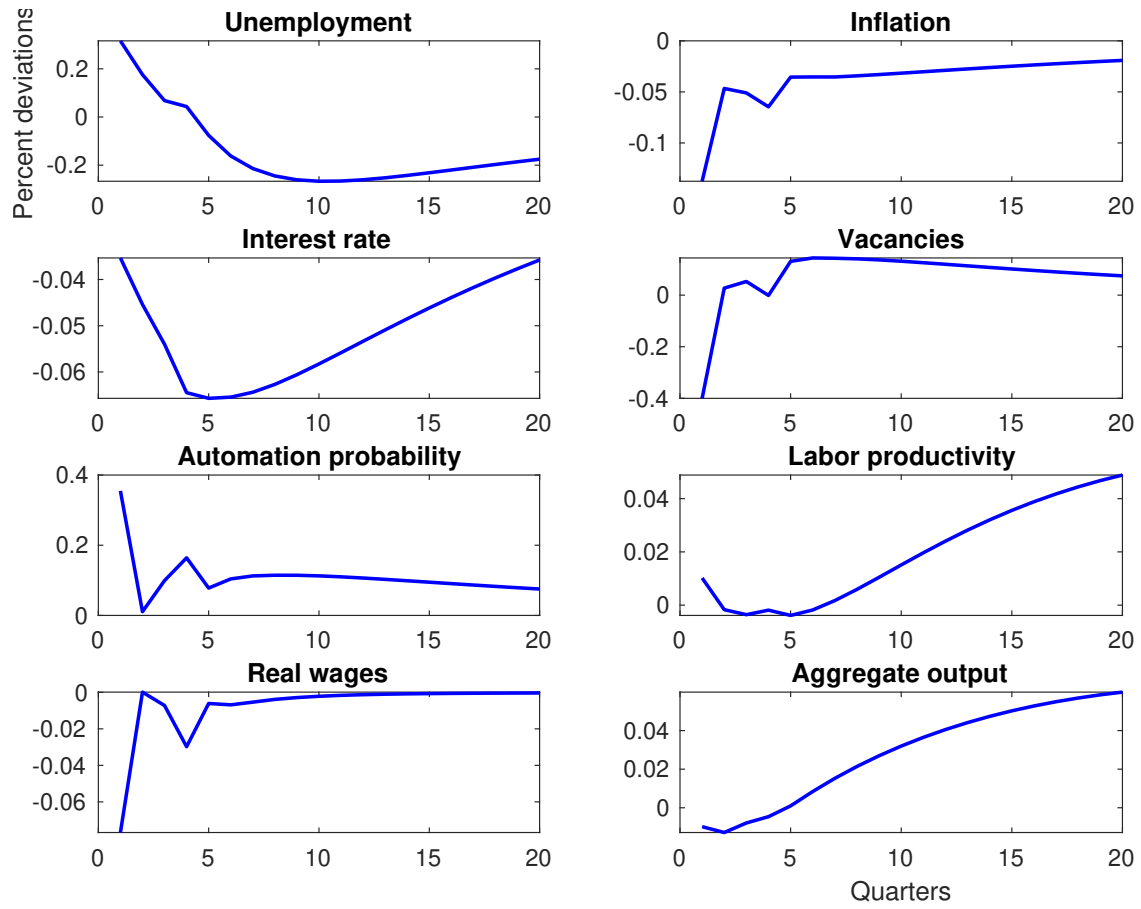 Percent deviations
Unemployment
0.2
0
-0.2
0 5 10 15 20
Inflation
0
-0.05
-0.1
0 5 10 15 20
Interest rate
-0.04
-0.05
-0.06
0 5 10 15 20
Vacancies
0
-0.2
-0.4
0 5 10 15 20
Automation probability
0.4
0.2
0
0 5 10 15 20
Labor productivity
0.04
0.02
0
0 5 10 15 20
Real wages
0
-0.02
-0.04
-0.06
0 5 10 15 20
Aggregate output
0.04
0.02
0
0 5 10 15 20
Quarters